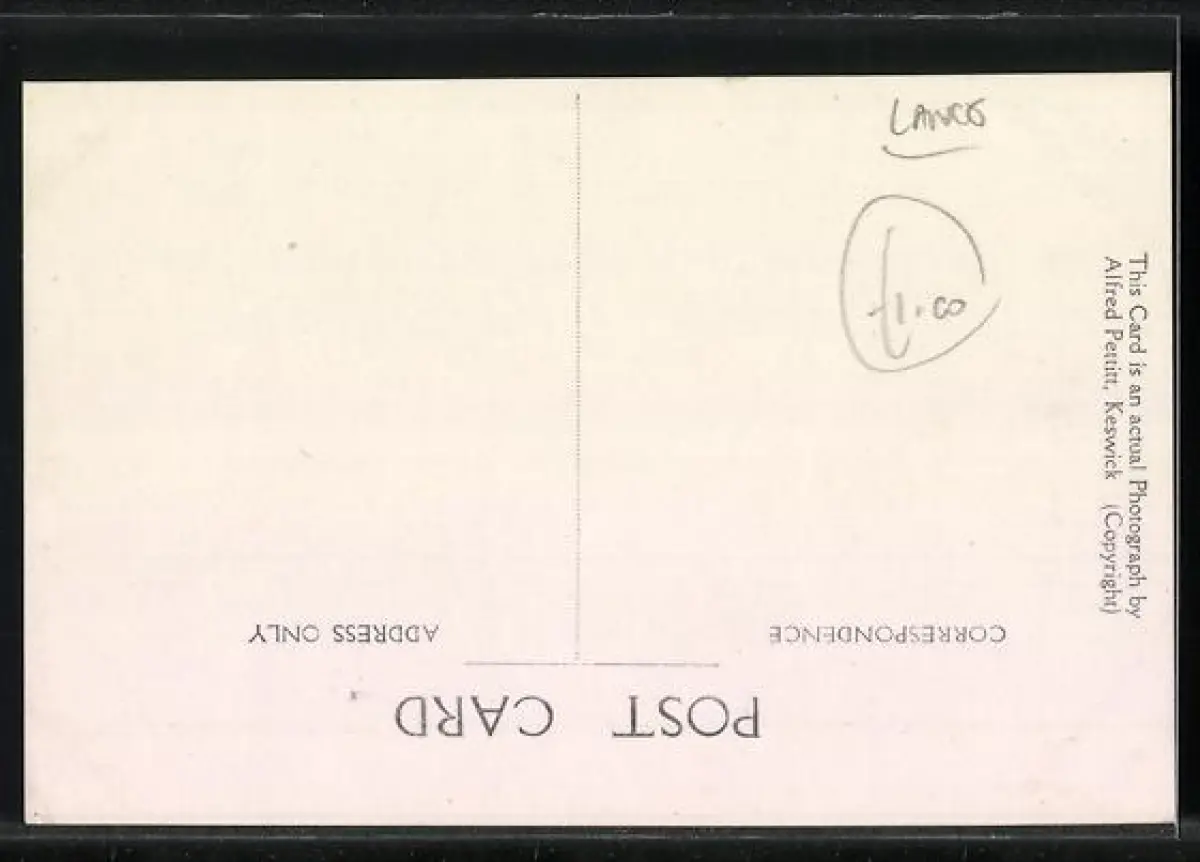 LANCS
£1.00
This Card is an actual Photograph by
Alfred Pettitt, Keswick (Copyright)
POST CARD
CORRESPONDENCE
ADDRESS ONLY